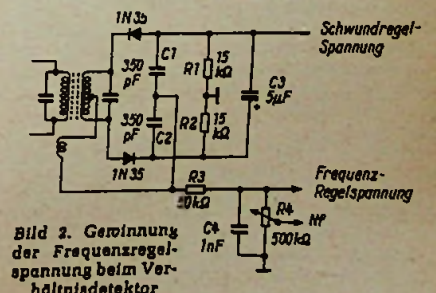 1N35
Schwundregel-
Spannung
350
pF
C1
R1
15
kΩ
C3
5µF
+
350
pF
C2
R2
15
kΩ
1N35
R3
Frequenz-
Regelspannung
C4
1nF
R4
500kΩ
Nf
Bild 2. Gewinnung
der Frequenzregel-
spannung beim Ver-
hältnisdetektor